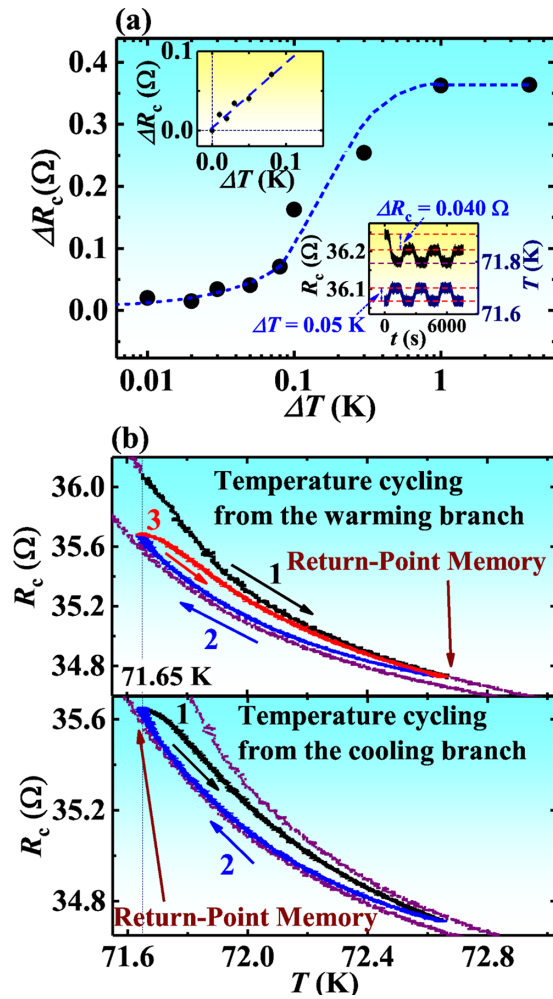 (a)
0.4
0.3
0.2
0.1
0.0
ΔRc(Ω)
0.1
0.0
ΔRc (Ω)
0.0 0.1
ΔT (K)
ΔRc = 0.040 Ω
36.2
36.1
Rc (Ω)
71.8
71.6
T (K)
0 6000
t (s)
ΔT = 0.05 K
0.01 0.1 1
ΔT (K)
(b)
36.0
35.6
35.2
34.8
Rc (Ω)
Temperature cycling
from the warming branch
3
1
Return-Point Memory
2
71.65 K
35.6
35.2
34.8
Rc (Ω)
1
Temperature cycling
from the cooling branch
2
Return-Point Memory
71.6 72.0 72.4 72.8
T (K)